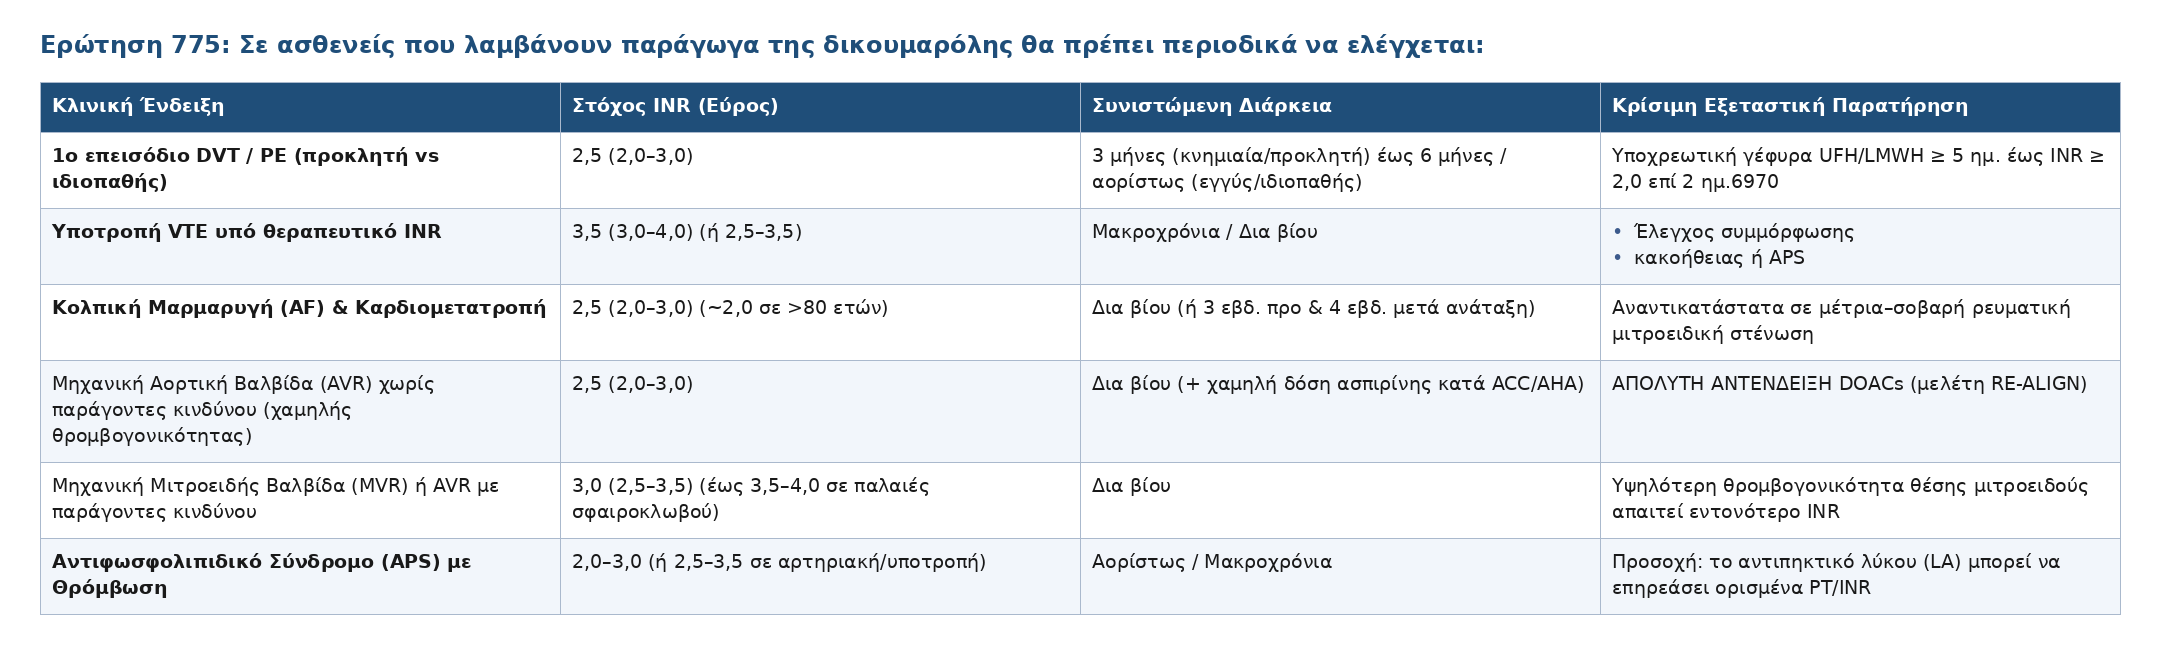 Ερώτηση 775: Σε ασθενείς που λαμβάνουν παράγωγα της δικουμαρόλης θα πρέπει περιοδικά να ελέγχεται:
Κλινική Ένδειξη
Στόχος INR (Εύρος)
Συνιστώμενη Διάρκεια
Κρίσιμη Εξεταστική Παρατήρηση
1ο επεισόδιο DVT / PE (προκλητή vs
ιδιοπαθής)
2,5 (2,0–3,0)
3 μήνες (κνημιαία/προκλητή) έως 6 μήνες /
αορίστως (εγγύς/ιδιοπαθής)
Υποχρεωτική γέφυρα UFH/LMWH ≥ 5 ημ. έως INR ≥
2,0 επί 2 ημ.6970
Υποτροπή VTE υπό θεραπευτικό INR
3,5 (3,0–4,0) (ή 2,5–3,5)
Μακροχρόνια / Δια βίου
• Έλεγχος συμμόρφωσης
• κακοήθειας ή APS
Κολπική Μαρμαρυγή (AF) & Καρδιομετατροπή
2,5 (2,0–3,0) (~2,0 σε >80 ετών)
Δια βίου (ή 3 εβδ. προ & 4 εβδ. μετά ανάταξη)
Αναντικατάστατα σε μέτρια–σοβαρή ρευματική
μιτροειδική στένωση
Μηχανική Αορτική Βαλβίδα (AVR) χωρίς
παράγοντες κινδύνου (χαμηλής
θρομβογονικότητας)
2,5 (2,0–3,0)
Δια βίου (+ χαμηλή δόση ασπιρίνης κατά ACC/AHA)
ΑΠΟΛΥΤΗ ΑΝΤΕΝΔΕΙΞΗ DOACs (μελέτη RE-ALIGN)
Μηχανική Μιτροειδής Βαλβίδα (MVR) ή AVR με
παράγοντες κινδύνου
3,0 (2,5–3,5) (έως 3,5–4,0 σε παλαιές
σφαιροκλωβού)
Δια βίου
Υψηλότερη θρομβογονικότητα θέσης μιτροειδούς
απαιτεί εντονότερο INR
Αντιφωσφολιπιδικό Σύνδρομο (APS) με
Θρόμβωση
2,0–3,0 (ή 2,5–3,5 σε αρτηριακή/υποτροπή)
Αορίστως / Μακροχρόνια
Προσοχή: το αντιπηκτικό λύκου (LA) μπορεί να
επηρεάσει ορισμένα PT/INR